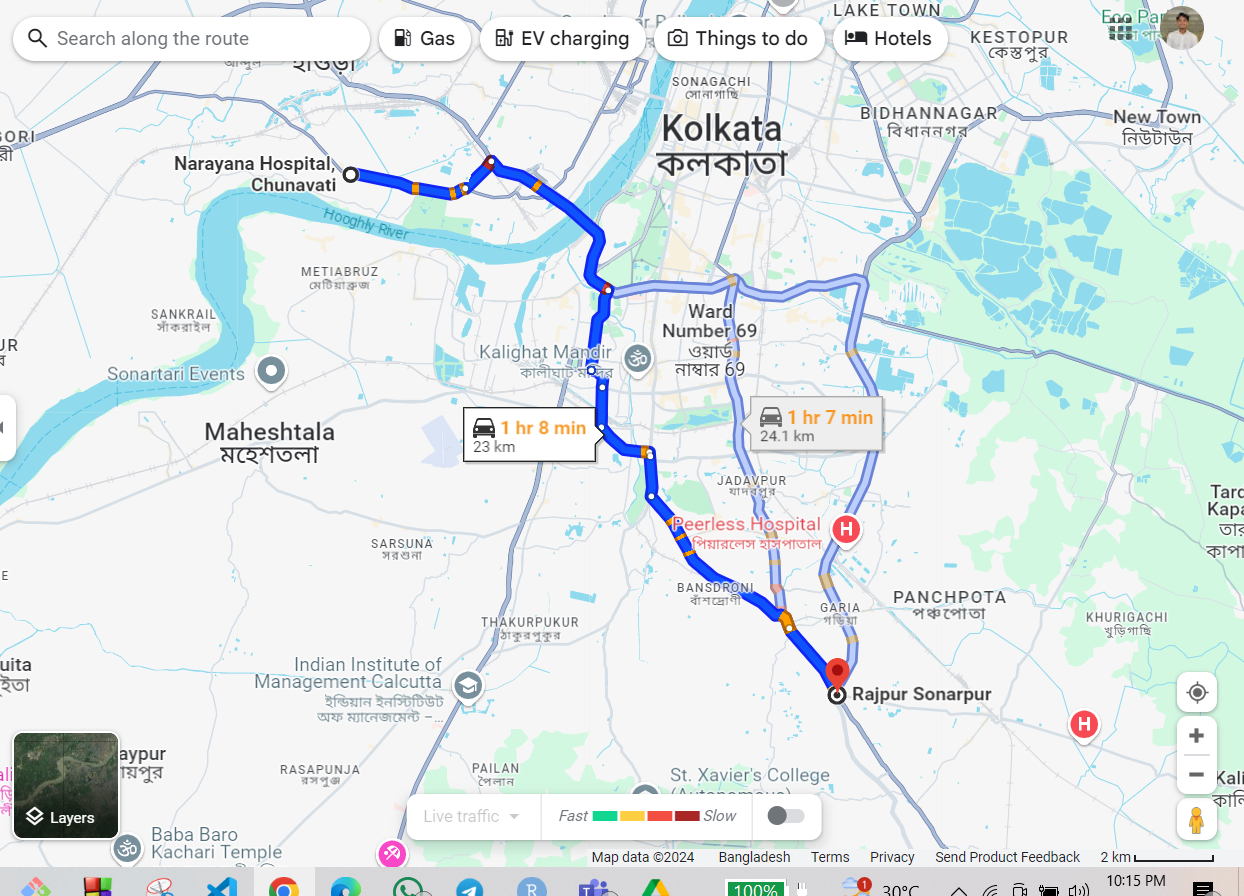 Search along the route
Gas
EV charging
Things to do
Hotels
LAKE TOWN
KESTOPUR
কেস্তপুর
হাওড়া
SONAGACHI
সোনাগাছি
Kolkata
কলকাতা
BIDHANNAGAR
বিধাননগর
New Town
নিউটাউন
Narayana Hospital,
Chunavati
Hooghly River
METIABRUZ
মেটিয়াব্রুজ
SANKRAIL
সাঁকরাইল
Sonartari Events
Kalighat Mandir
কালীঘাট মন্দির
Ward
Number 69
ওয়ার্ড
নাম্বার 69
Maheshtala
মহেশতলা
1 hr 8 min
23 km
1 hr 7 min
24.1 km
JADAVPUR
যাদবপুর
Peerless Hospital
পিয়ারলেস হাসপাতাল
SARSUNA
সরশুনা
BANSDRONI
বাঁশদ্রোণী
GARIA
গড়িয়া
PANCHPOTA
পঞ্চপোতা
KHURIGACHI
খুড়িগাছি
THAKURPUKUR
ঠাকুরপুকুর
Indian Institute of
Management Calcutta
ইন্ডিয়ান ইনস্টিটিউট
অফ ম্যানেজমেন্ট –...
Rajpur Sonarpur
RASAPUNJA
রসপুঞ্জ
PAILAN
পৈলান
St. Xavier's College
(Autonomous)
Layers
Baba Baro
Kachari Temple
Live traffic
Fast
Slow
Map data ©2024
Bangladesh
Terms
Privacy
Send Product Feedback
2 km
100%
1
30°C
10:15 PM